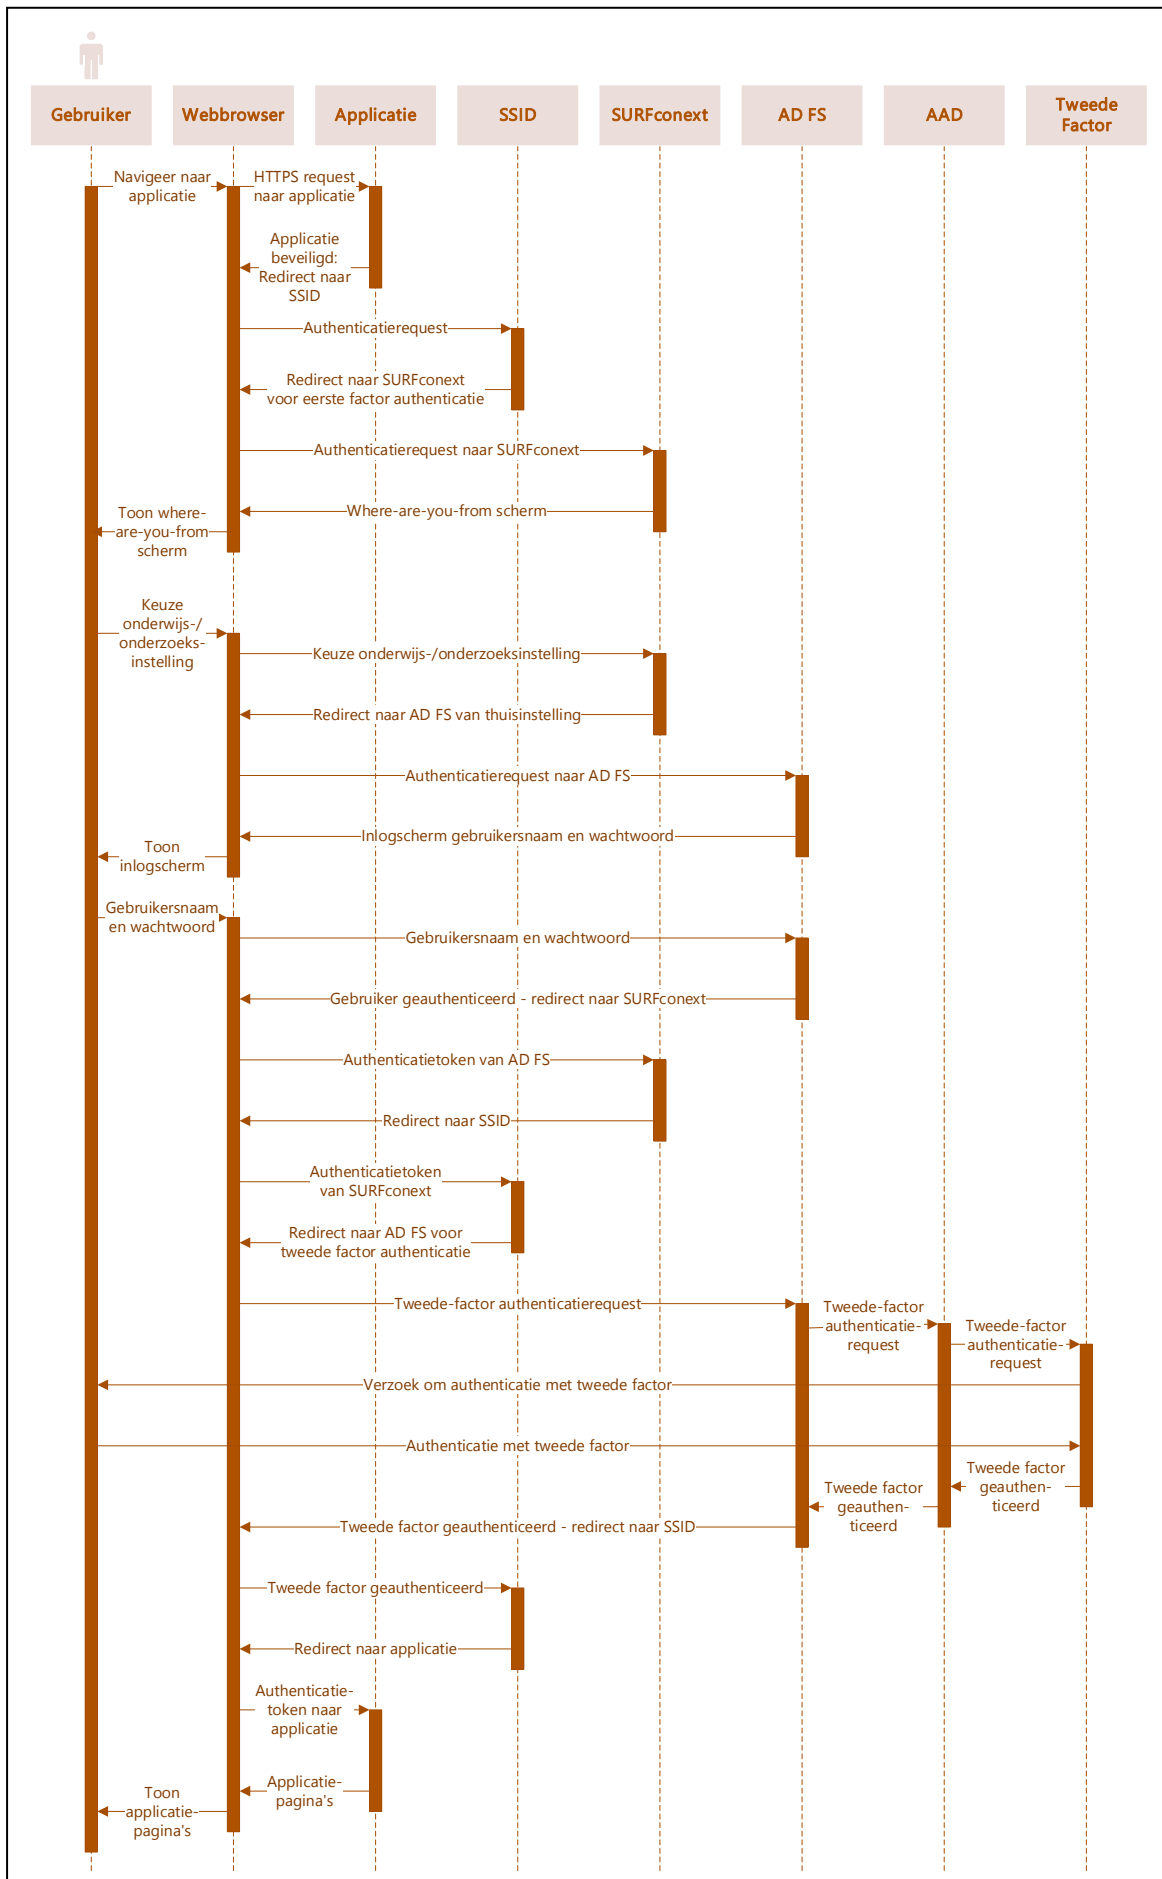 Gebruiker
Webbrowser
Applicatie
SSID
SURFconext
AD FS
AAD
Tweede
Factor
Navigeer naar
applicatie
HTTPS request
naar applicatie
Applicatie
beveiligd:
Redirect naar
SSID
Authenticatierequest
Redirect naar SURFconext
voor eerste factor authenticatie
Authenticatierequest naar SURFconext
Where-are-you-from scherm
Toon where-
are-you-from
scherm
Keuze
onderwijs-/
onderzoeks-
instelling
Keuze onderwijs-/onderzoeksinstelling
Redirect naar AD FS van thuisinstelling
Authenticatierequest naar AD FS
Inlogscherm gebruikersnaam en wachtwoord
Toon
inlogscherm
Gebruikersnaam
en wachtwoord
Gebruikersnaam en wachtwoord
Gebruiker geauthenticeerd - redirect naar SURFconext
Authenticatietoken van AD FS
Redirect naar SSID
Authenticatietoken
van SURFconext
Redirect naar AD FS voor
tweede factor authenticatie
Tweede-factor authenticatierequest
Tweede-factor
authenticatie-
request
Tweede-factor
authenticatie-
request
Verzoek om authenticatie met tweede factor
Authenticatie met tweede factor
Tweede factor
geauthen-
ticeerd
Tweede factor
geauthen-
ticeerd
Tweede factor geauthenticeerd - redirect naar SSID
Tweede factor geauthenticeerd
Redirect naar applicatie
Authenticatie-
token naar
applicatie
Applicatie-
pagina's
Toon
applicatie-
pagina's